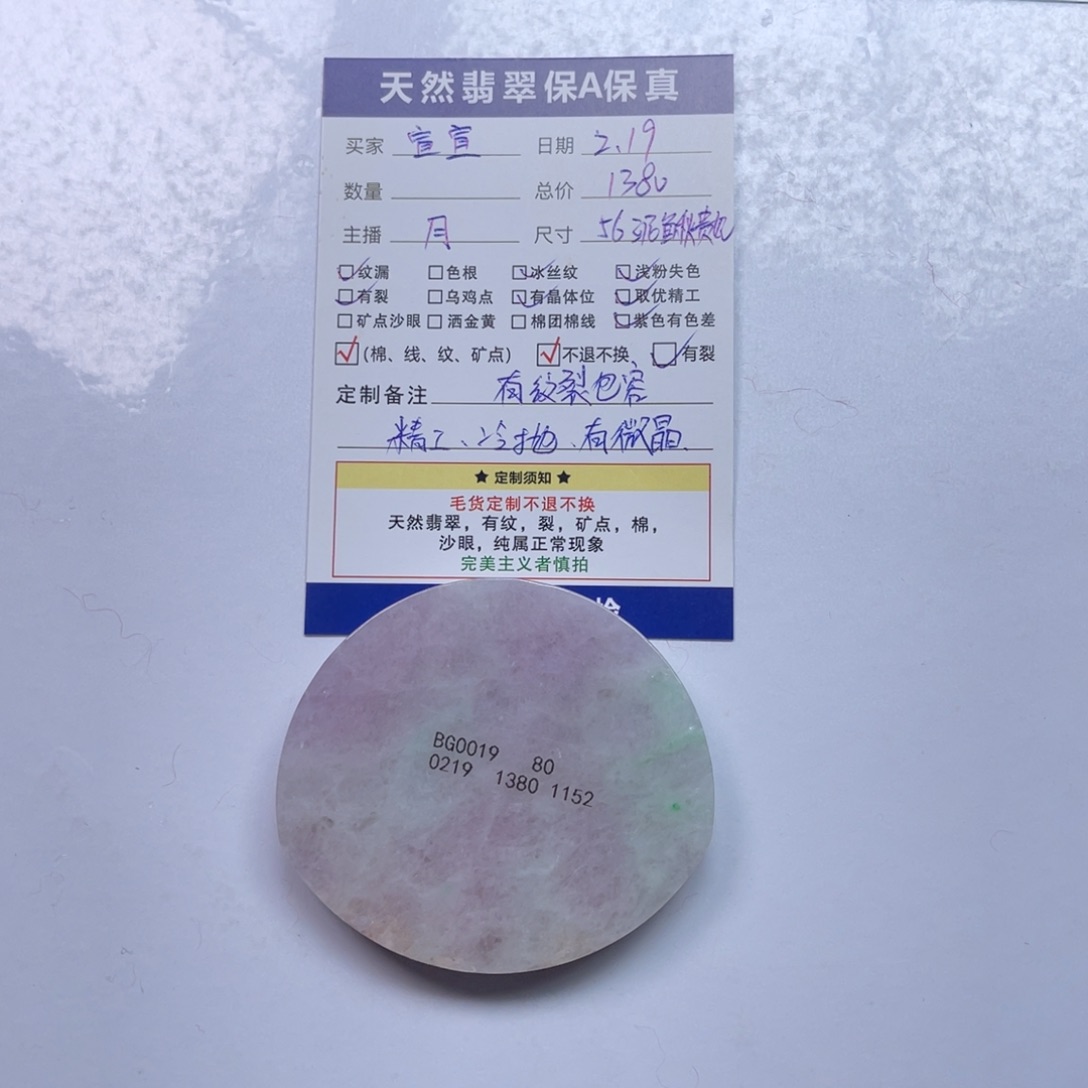 天然翡翠保A保真
买家 宣宣 日期 2.19
数量 总价 1380
主播 月 尺寸 56
☑纹漏 ☐色根 ☑冰丝纹 ☑浅粉失色
☑有裂 ☐乌鸡点 ☑有晶体位 ☑取优精工
☐矿点沙眼 ☐洒金黄 ☐棉团棉线 ☑紫色有色差
☑(棉、线、纹、矿点) ☑不退不换、☑有裂
定制备注 有纹裂包容
精工、冷抛、有微晶.
★ 定制须知 ★
毛货定制不退不换
天然翡翠，有纹，裂，矿点，棉，
沙眼，纯属正常现象
完美主义者慎拍
BG0019 80
0219 1380 1152